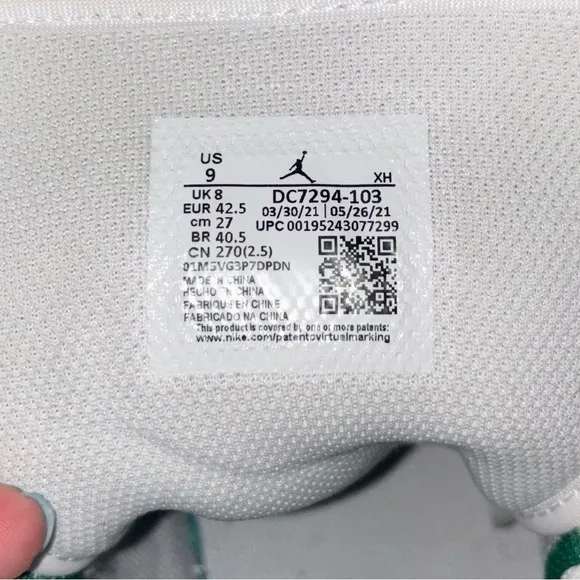 US
9
XH
UK 8
DC7294-103
EUR 42.5
03/30/21 | 05/26/21
cm 27
UPC 00195243077299
BR 40.5
CN 270(2.5)
01MSVG3P7DPDN
MADE IN CHINA
HECHO EN CHINA
FABRIQUE EN CHINE
FABRICADO NA CHINA
This product is covered by one or more patents:
www.nike.com/patentsvirtualmarking